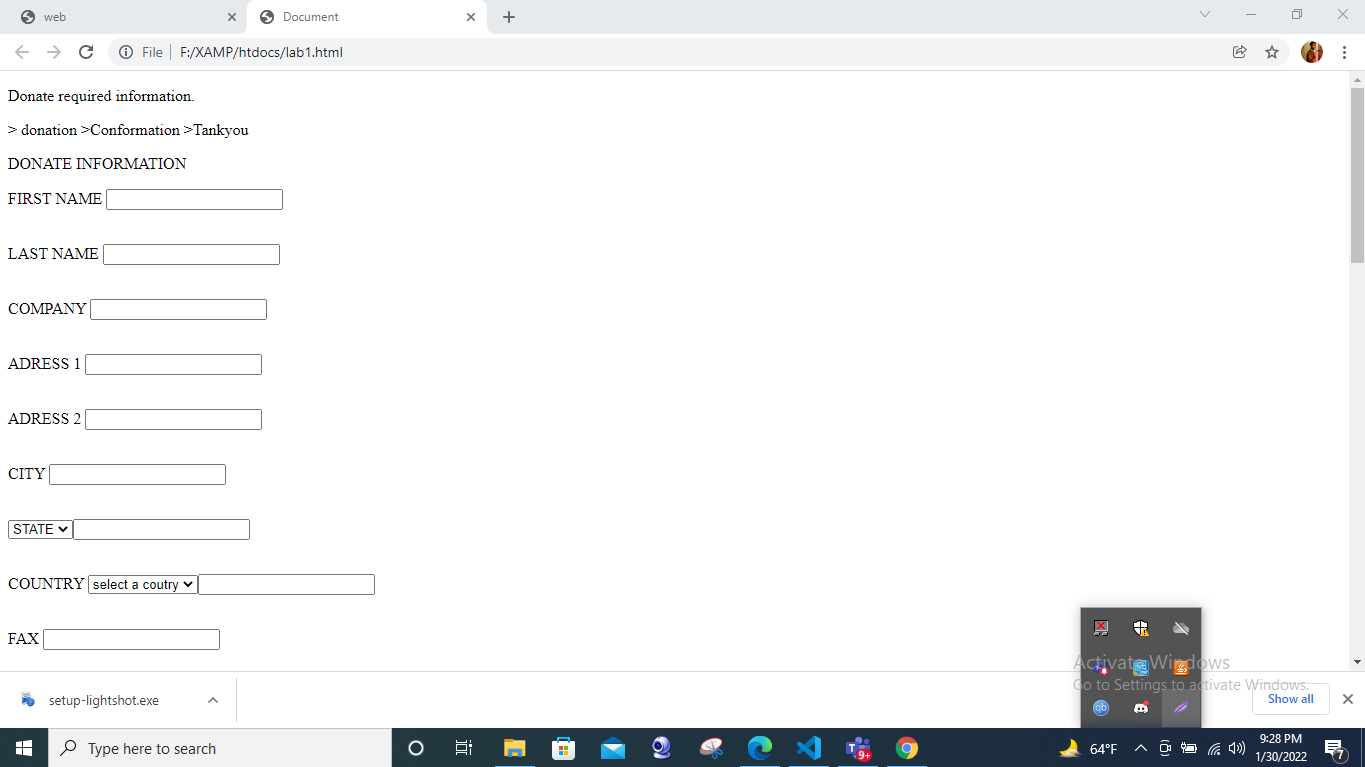 web
Document
File
F:/XAMP/htdocs/lab1.html
Donate required information.
> donation >Conformation >Tankyou
DONATE INFORMATION
FIRST NAME
LAST NAME
COMPANY
ADRESS 1
ADRESS 2
CITY
STATE
COUNTRY select a coutry
FAX
Activate Windows
Go to Settings to activate Windows.
qb
setup-lightshot.exe
Show all
Type here to search
9+
64°F
9:28 PM
1/30/2022
7